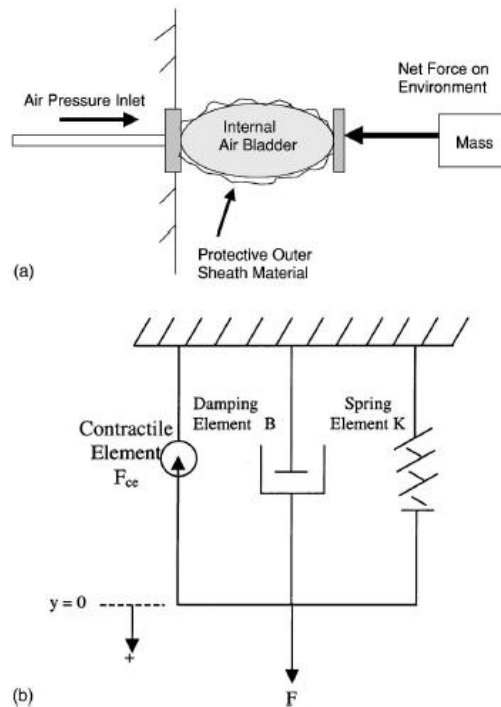 Air Pressure Inlet
Net Force on
Environment
Internal
Air Bladder
Mass
Protective Outer
Sheath Material
(a)
Damping
Element B
Spring
Element K
Contractile
Element
F_ce
y = 0
+
F
(b)